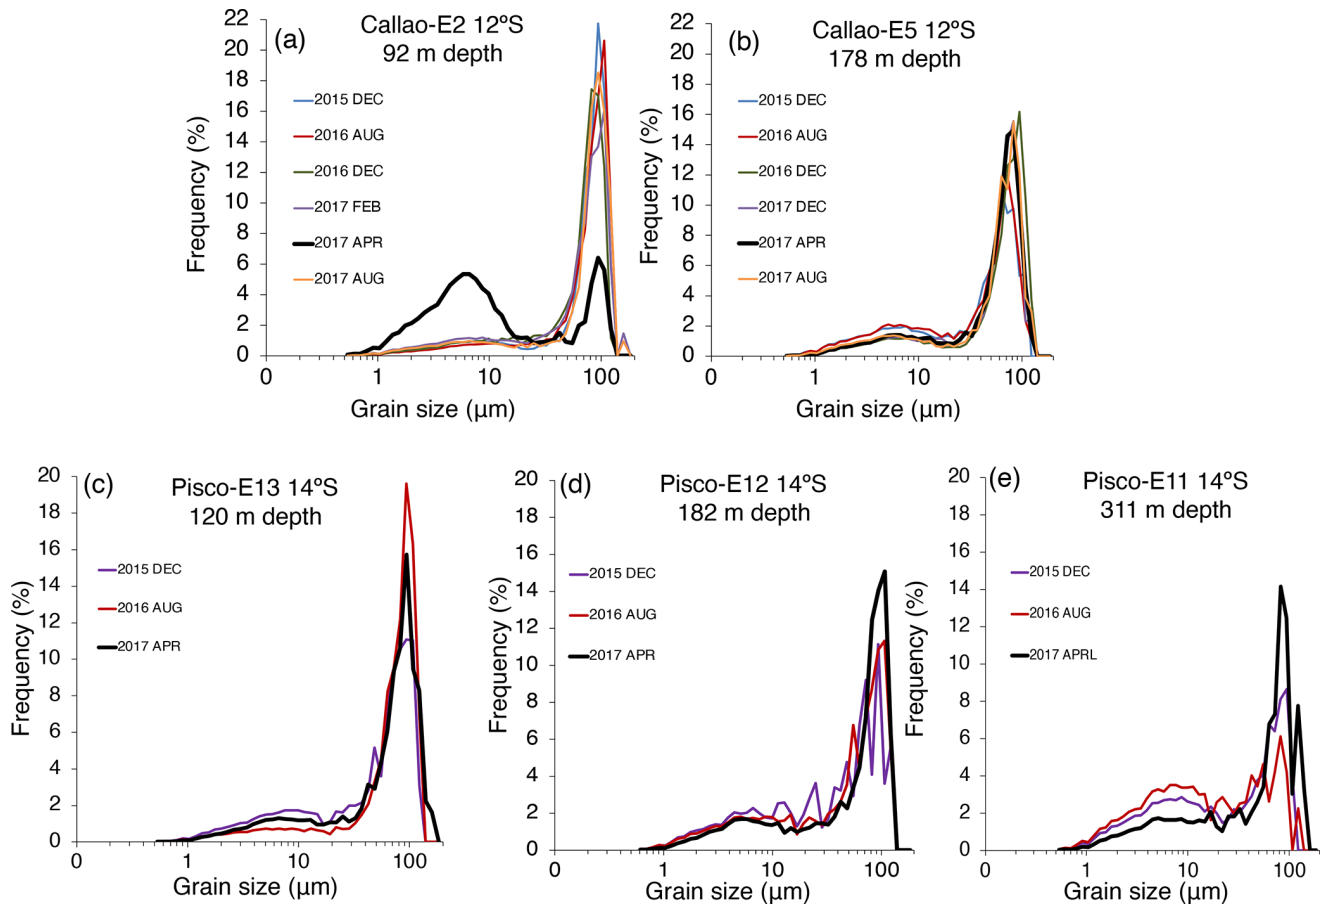 (a)
Callao-E2 12ºS
92 m depth
2015 DEC
2016 AUG
2016 DEC
2017 FEB
2017 APR
2017 AUG
Frequency (%)
22
20
18
16
14
12
10
8
6
4
2
0
0 1 10 100
Grain size (µm)
(b)
Callao-E5 12ºS
178 m depth
2015 DEC
2016 AUG
2016 DEC
2017 DEC
2017 APR
2017 AUG
Frequency (%)
22
20
18
16
14
12
10
8
6
4
2
0
0 1 10 100
Grain size (µm)
(c)
Pisco-E13 14ºS
120 m depth
2015 DEC
2016 AUG
2017 APR
Frequency (%)
20
18
16
14
12
10
8
6
4
2
0
0 1 10 100
Grain size (µm)
(d)
Pisco-E12 14ºS
182 m depth
2015 DEC
2016 AUG
2017 APR
Frequency (%)
20
18
16
14
12
10
8
6
4
2
0
0 1 10 100
Grain size (µm)
(e)
Pisco-E11 14ºS
311 m depth
2015 DEC
2016 AUG
2017 APRL
Frequency (%)
20
18
16
14
12
10
8
6
4
2
0
0 1 10 100
Grain size (µm)